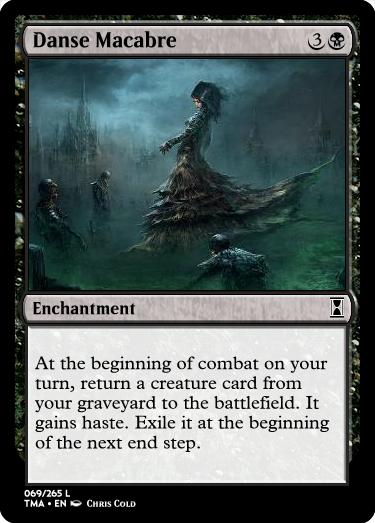 Danse Macabre 3
Enchantment
At the beginning of combat on your
turn, return a creature card from
your graveyard to the battlefield. It
gains haste. Exile it at the beginning
of the next end step.
069/265 L
TMA • EN Chris Cold